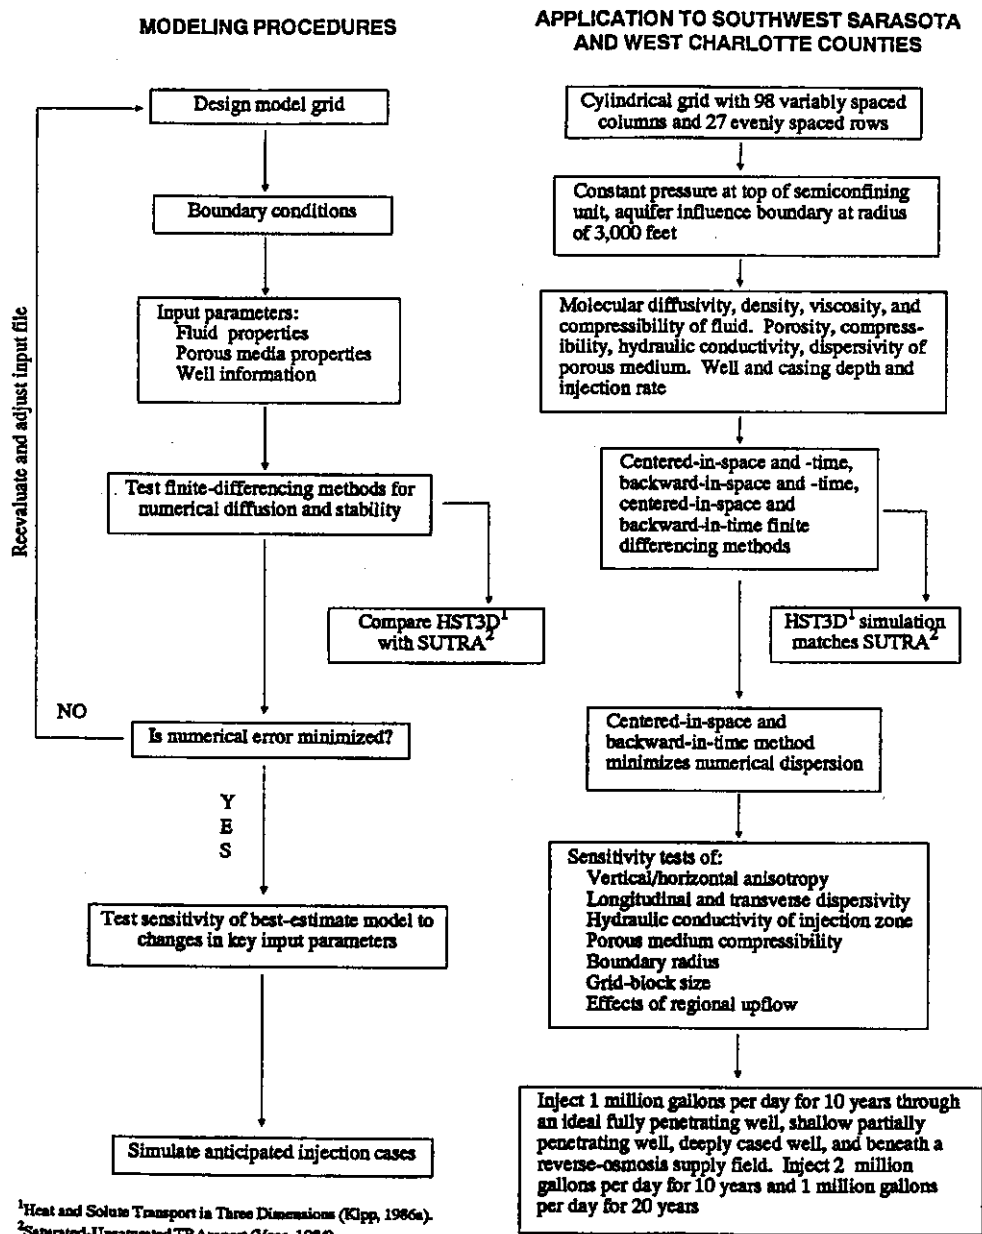 MODELING PROCEDURES
Design model grid
Boundary conditions
Input parameters:
Fluid properties
Porous media properties
Well information
Test finite-differencing methods for
numerical diffusion and stability
Compare HST3D¹
with SUTRA²
Is numerical error minimized?
NO
Reevaluate and adjust input file
Y
E
S
Test sensitivity of best-estimate model to
changes in key input parameters
Simulate anticipated injection cases
APPLICATION TO SOUTHWEST SARASOTA
AND WEST CHARLOTTE COUNTIES
Cylindrical grid with 98 variably spaced
columns and 27 evenly spaced rows
Constant pressure at top of semiconfining
unit, aquifer influence boundary at radius
of 3,000 feet
Molecular diffusivity, density, viscosity, and
compressibility of fluid. Porosity, compress-
ibility, hydraulic conductivity, dispersivity of
porous medium. Well and casing depth and
injection rate
Centered-in-space and -time,
backward-in-space and -time,
centered-in-space and
backward-in-time finite
differencing methods
HST3D¹ simulation
matches SUTRA²
Centered-in-space and
backward-in-time method
minimizes numerical dispersion
Sensitivity tests of:
Vertical/horizontal anisotropy
Longitudinal and transverse dispersivity
Hydraulic conductivity of injection zone
Porous medium compressibility
Boundary radius
Grid-block size
Effects of regional upflow
Inject 1 million gallons per day for 10 years through
an ideal fully penetrating well, shallow partially
penetrating well, deeply cased well, and beneath a
reverse-osmosis supply field. Inject 2 million
gallons per day for 10 years and 1 million gallons
per day for 20 years
¹Heat and Solute Transport in Three Dimensions (Kipp, 1986a).